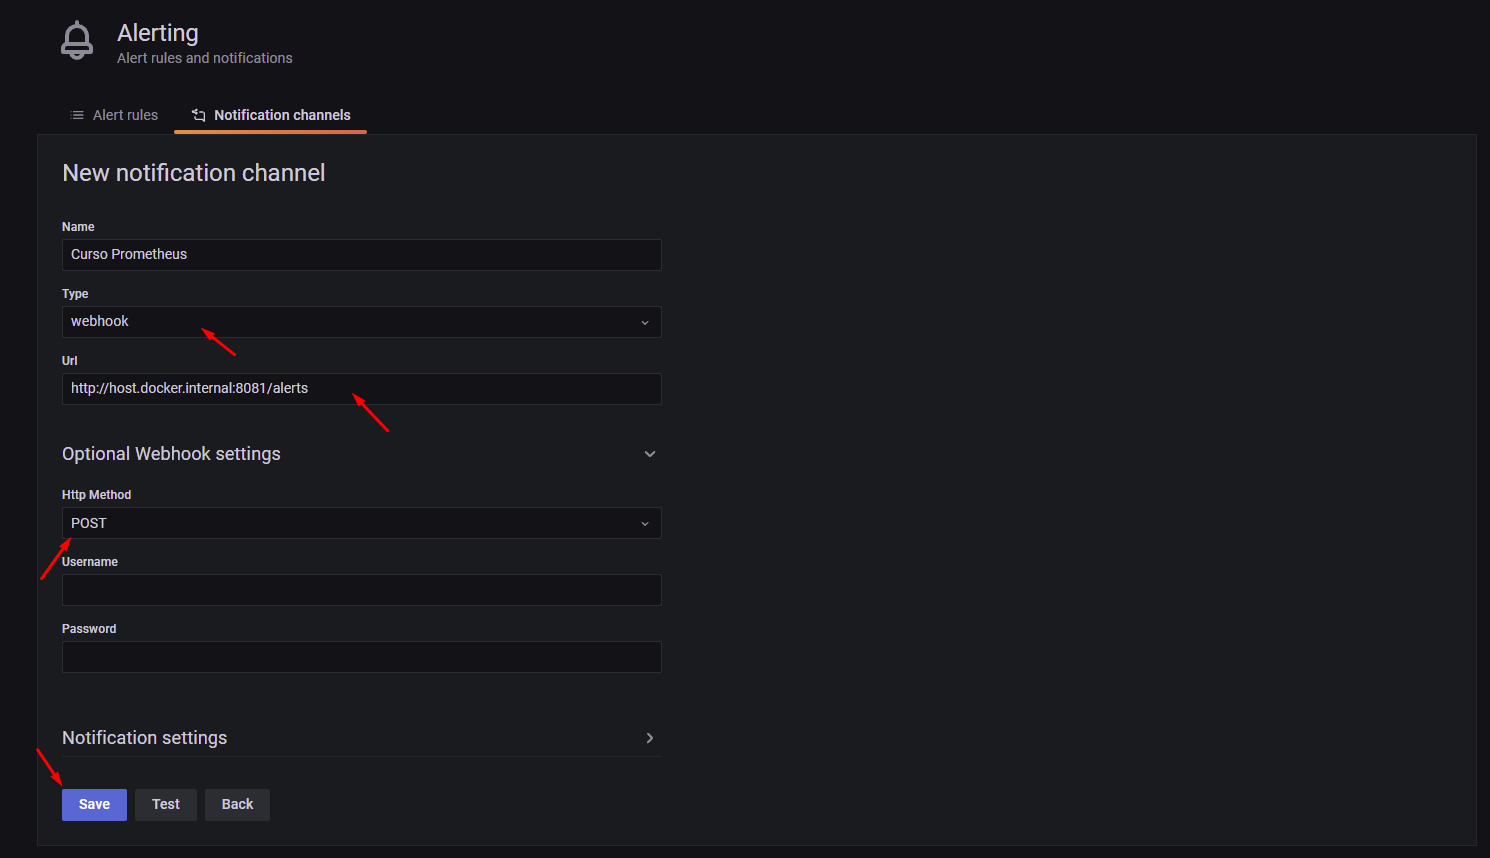 Alerting
Alert rules and notifications
Alert rules
Notification channels
New notification channel
Name
Curso Prometheus
Type
webhook
Url
http://host.docker.internal:8081/alerts
Optional Webhook settings
Http Method
POST
Username
Password
Notification settings
Save
Test
Back